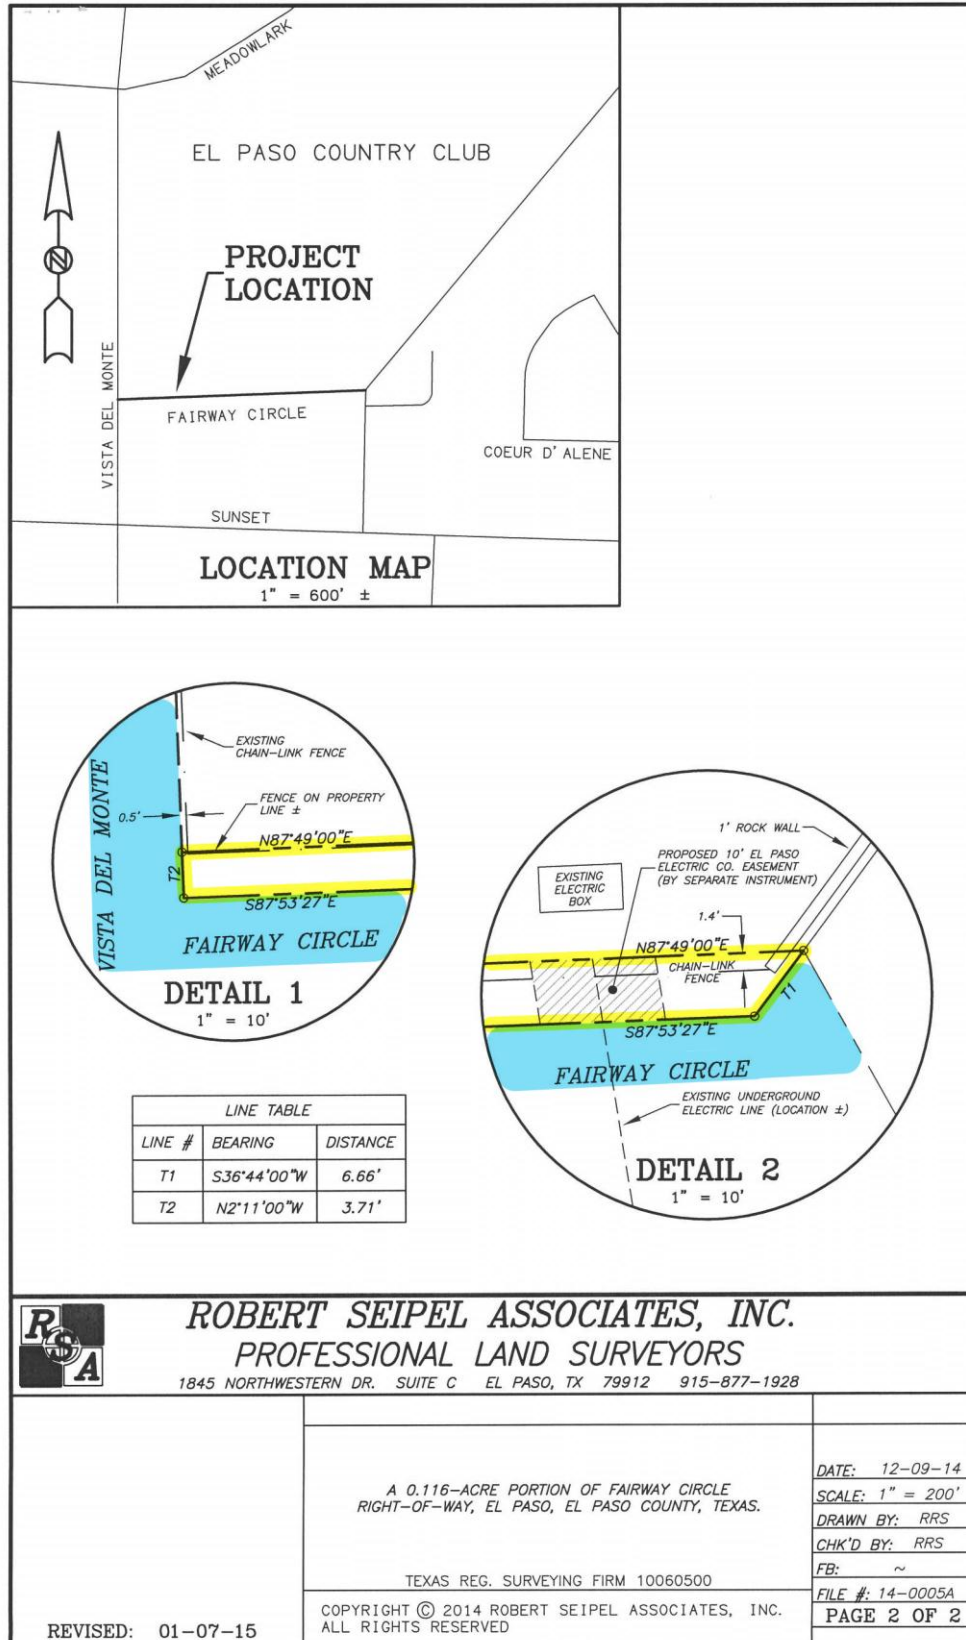 MEADOWLARK
EL PASO COUNTRY CLUB
N
PROJECT
LOCATION
VISTA DEL MONTE
FAIRWAY CIRCLE
COEUR D'ALENE
SUNSET
LOCATION MAP
1" = 600' ±
EXISTING
CHAIN-LINK FENCE
VISTA DEL MONTE
0.5'
FENCE ON PROPERTY
LINE ±
N87°49'00"E
T2
S87°53'27"E
FAIRWAY CIRCLE
DETAIL 1
1" = 10'
1' ROCK WALL
PROPOSED 10' EL PASO
ELECTRIC CO. EASEMENT
(BY SEPARATE INSTRUMENT)
EXISTING
ELECTRIC
BOX
1.4'
N87°49'00"E
CHAIN-LINK
FENCE
T1
S87°53'27"E
FAIRWAY CIRCLE
EXISTING UNDERGROUND
ELECTRIC LINE (LOCATION ±)
DETAIL 2
1" = 10'
LINE TABLE
LINE # BEARING DISTANCE
T1 S36°44'00"W 6.66'
T2 N2°11'00"W 3.71'
RSA
ROBERT SEIPEL ASSOCIATES, INC.
PROFESSIONAL LAND SURVEYORS
1845 NORTHWESTERN DR. SUITE C EL PASO, TX 79912 915-877-1928
A 0.116-ACRE PORTION OF FAIRWAY CIRCLE
RIGHT-OF-WAY, EL PASO, EL PASO COUNTY, TEXAS.
TEXAS REG. SURVEYING FIRM 10060500
COPYRIGHT © 2014 ROBERT SEIPEL ASSOCIATES, INC.
ALL RIGHTS RESERVED
REVISED: 01-07-15
DATE: 12-09-14
SCALE: 1" = 200'
DRAWN BY: RRS
CHK'D BY: RRS
FB: ~
FILE #: 14-0005A
PAGE 2 OF 2